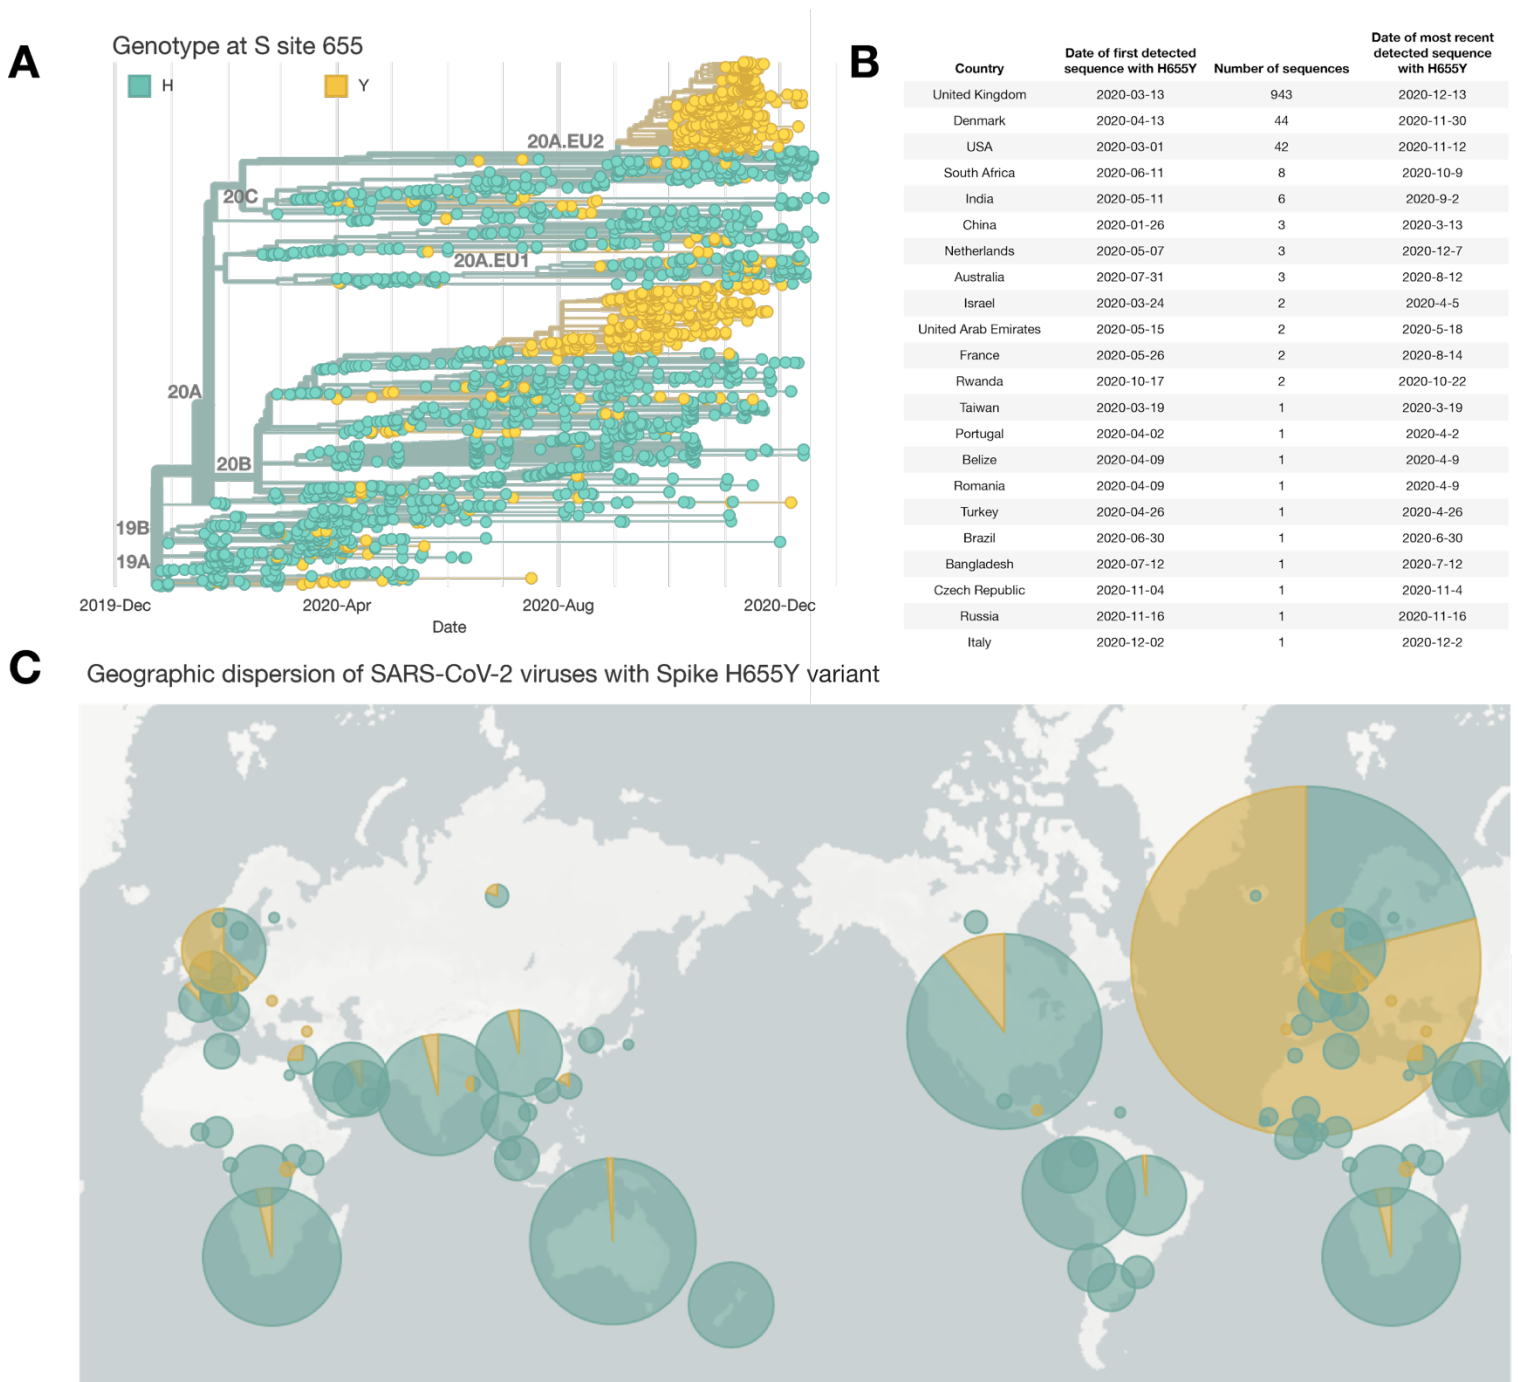 A
Genotype at S site 655
H
Y
20A.EU2
20C
20A.EU1
20A
20B
19B
19A
2019-Dec 2020-Apr 2020-Aug 2020-Dec
Date
B
Country Date of first detected sequence with H655Y Number of sequences Date of most recent detected sequence with H655Y
United Kingdom 2020-03-13 943 2020-12-13
Denmark 2020-04-13 44 2020-11-30
USA 2020-03-01 42 2020-11-12
South Africa 2020-06-11 8 2020-10-9
India 2020-05-11 6 2020-9-2
China 2020-01-26 3 2020-3-13
Netherlands 2020-05-07 3 2020-12-7
Australia 2020-07-31 3 2020-8-12
Israel 2020-03-24 2 2020-4-5
United Arab Emirates 2020-05-15 2 2020-5-18
France 2020-05-26 2 2020-8-14
Rwanda 2020-10-17 2 2020-10-22
Taiwan 2020-03-19 1 2020-3-19
Portugal 2020-04-02 1 2020-4-2
Belize 2020-04-09 1 2020-4-9
Romania 2020-04-09 1 2020-4-9
Turkey 2020-04-26 1 2020-4-26
Brazil 2020-06-30 1 2020-6-30
Bangladesh 2020-07-12 1 2020-7-12
Czech Republic 2020-11-04 1 2020-11-4
Russia 2020-11-16 1 2020-11-16
Italy 2020-12-02 1 2020-12-2
C
Geographic dispersion of SARS-CoV-2 viruses with Spike H655Y variant